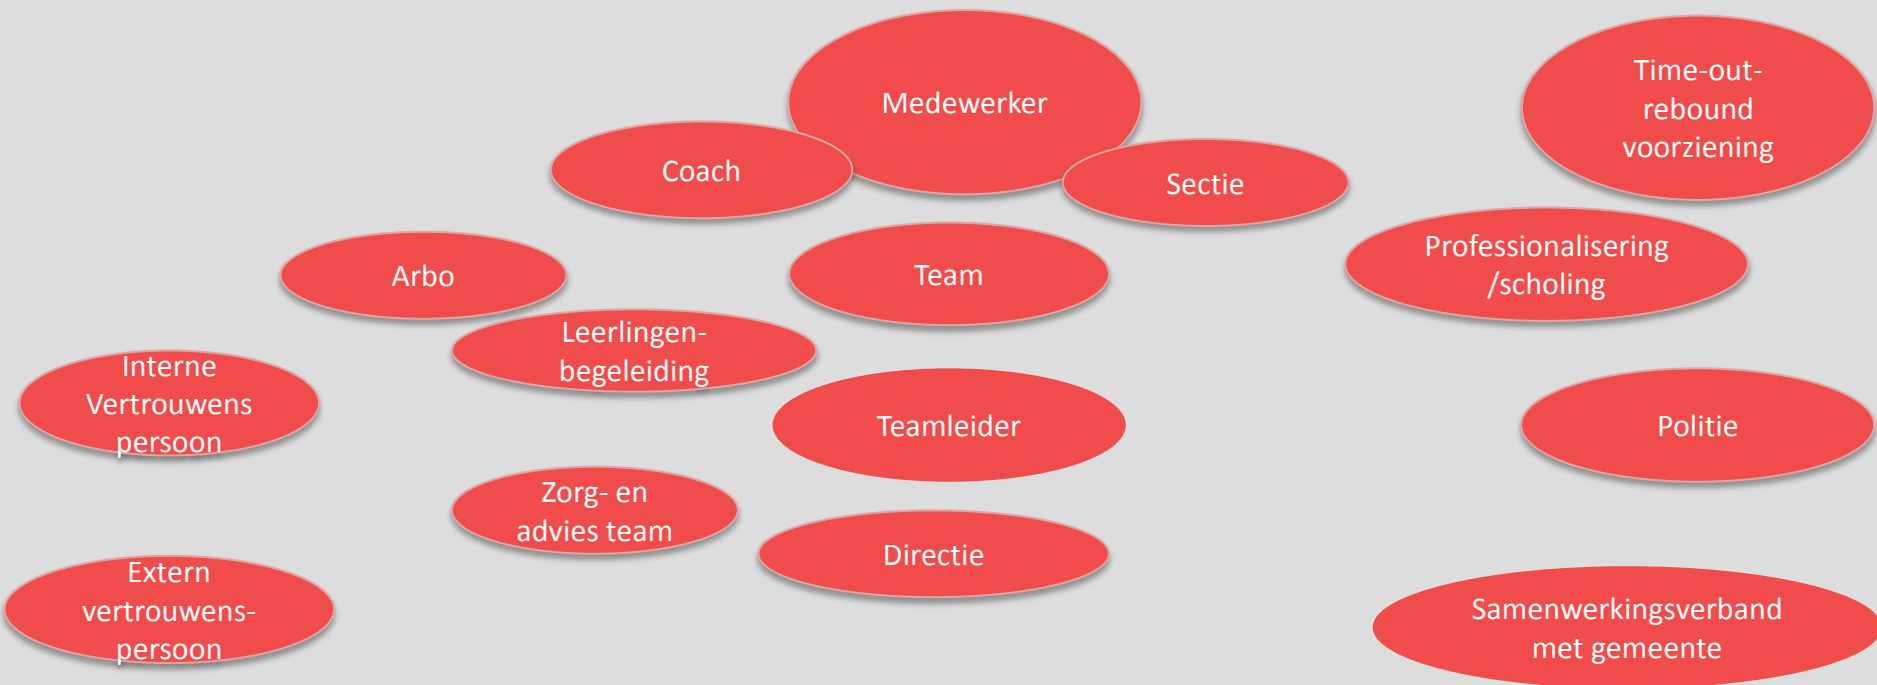 Medewerker
Time-out-
rebound
voorziening
Coach
Sectie
Arbo
Team
Professionalisering
/scholing
Leerlingen-
begeleiding
Interne
Vertrouwens
persoon
Teamleider
Politie
Zorg- en
advies team
Directie
Extern
vertrouwens-
persoon
Samenwerkingsverband
met gemeente